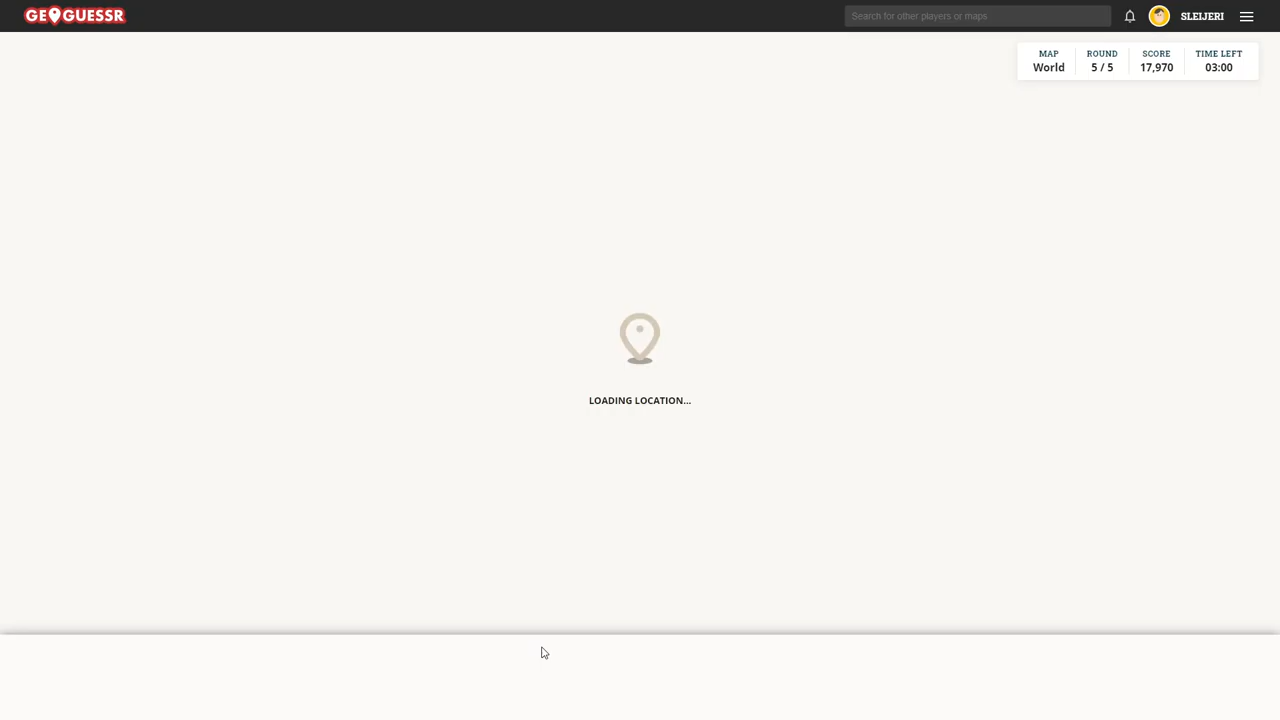 GEOGUESSR
Search for other players or maps
SLEIJERI
MAP ROUND SCORE TIME LEFT
World 5 / 5 17,970 03:00
LOADING LOCATION...